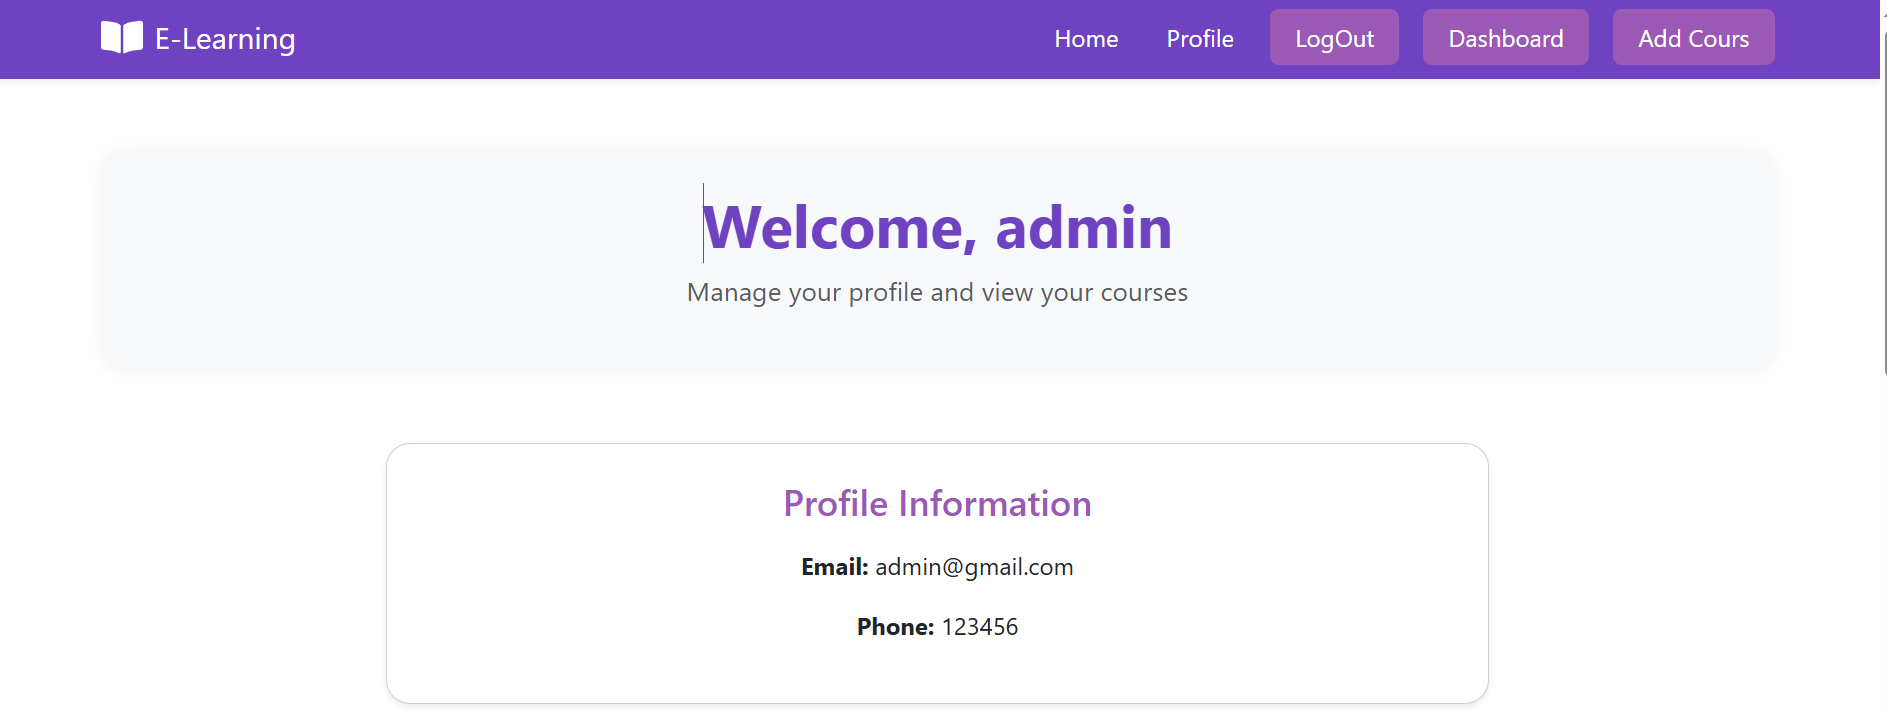 E-Learning
Home Profile LogOut Dashboard Add Cours
Welcome, admin
Manage your profile and view your courses
Profile Information
Email: admin@gmail.com
Phone: 123456